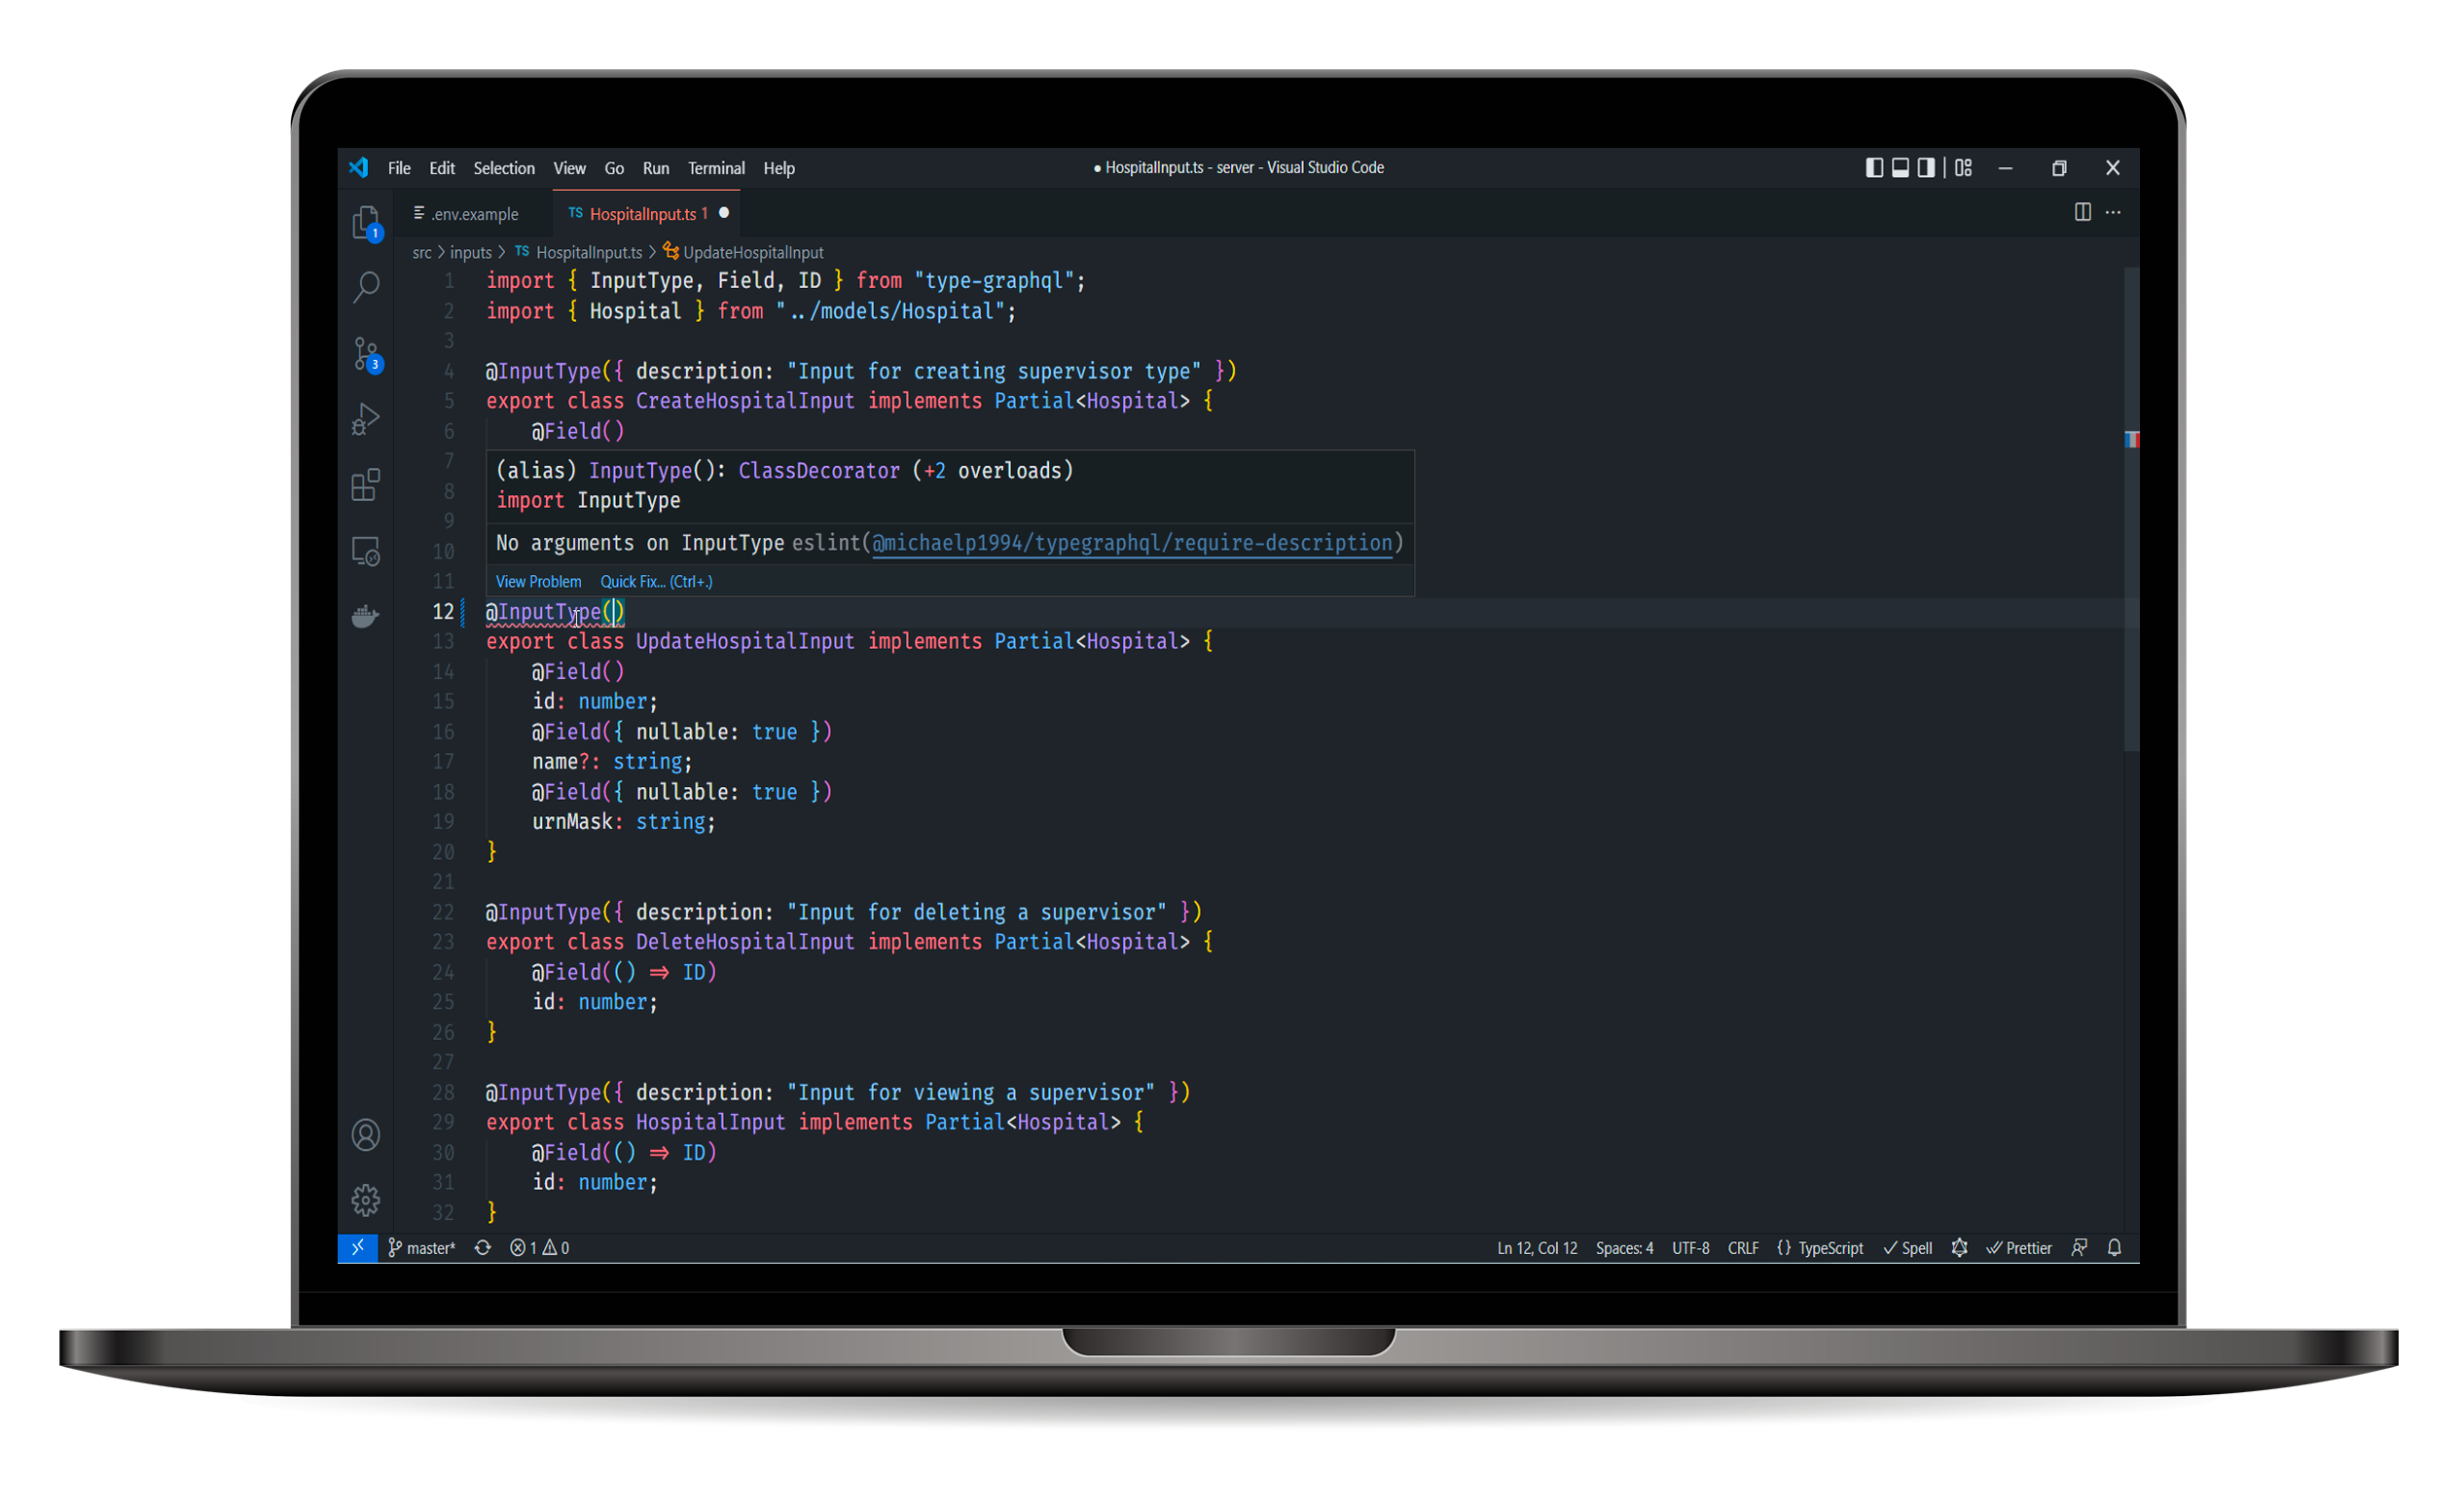 File Edit Selection View Go Run Terminal Help
● HospitalInput.ts - server - Visual Studio Code
.env.example
TS HospitalInput.ts 1 ●
src > inputs > TS HospitalInput.ts > UpdateHospitalInput
1 import { InputType, Field, ID } from "type-graphql";
2 import { Hospital } from "../models/Hospital";
3
4 @InputType({ description: "Input for creating supervisor type" })
5 export class CreateHospitalInput implements Partial<Hospital> {
6 @Field()
7
(alias) InputType(): ClassDecorator (+2 overloads)
8
import InputType
9
No arguments on InputType eslint(@michaelp1994/typegraphql/require-description)
10
11
View Problem Quick Fix... (Ctrl+.)
12 @InputType()
13 export class UpdateHospitalInput implements Partial<Hospital> {
14 @Field()
15 id: number;
16 @Field({ nullable: true })
17 name?: string;
18 @Field({ nullable: true })
19 urnMask: string;
20 }
21
22 @InputType({ description: "Input for deleting a supervisor" })
23 export class DeleteHospitalInput implements Partial<Hospital> {
24 @Field(() => ID)
25 id: number;
26 }
27
28 @InputType({ description: "Input for viewing a supervisor" })
29 export class HospitalInput implements Partial<Hospital> {
30 @Field(() => ID)
31 id: number;
32 }
1
3
master* 1 0
Ln 12, Col 12 Spaces: 4 UTF-8 CRLF {} TypeScript Spell Prettier